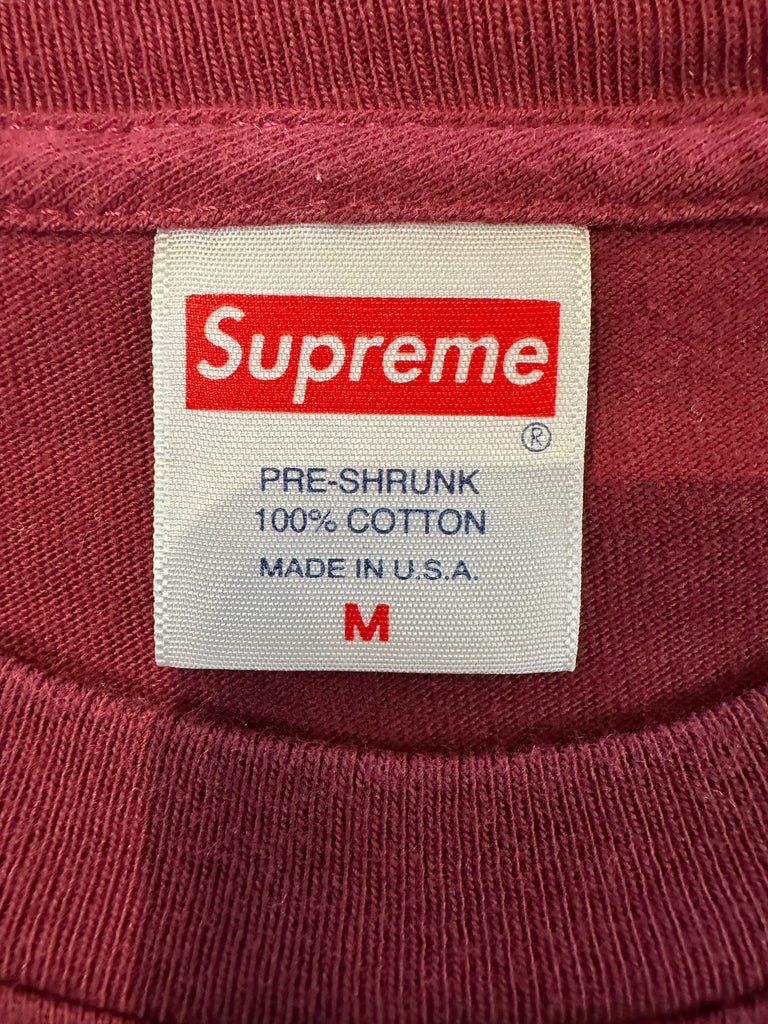 Supreme
®
PRE-SHRUNK
100% COTTON
MADE IN U.S.A.
M